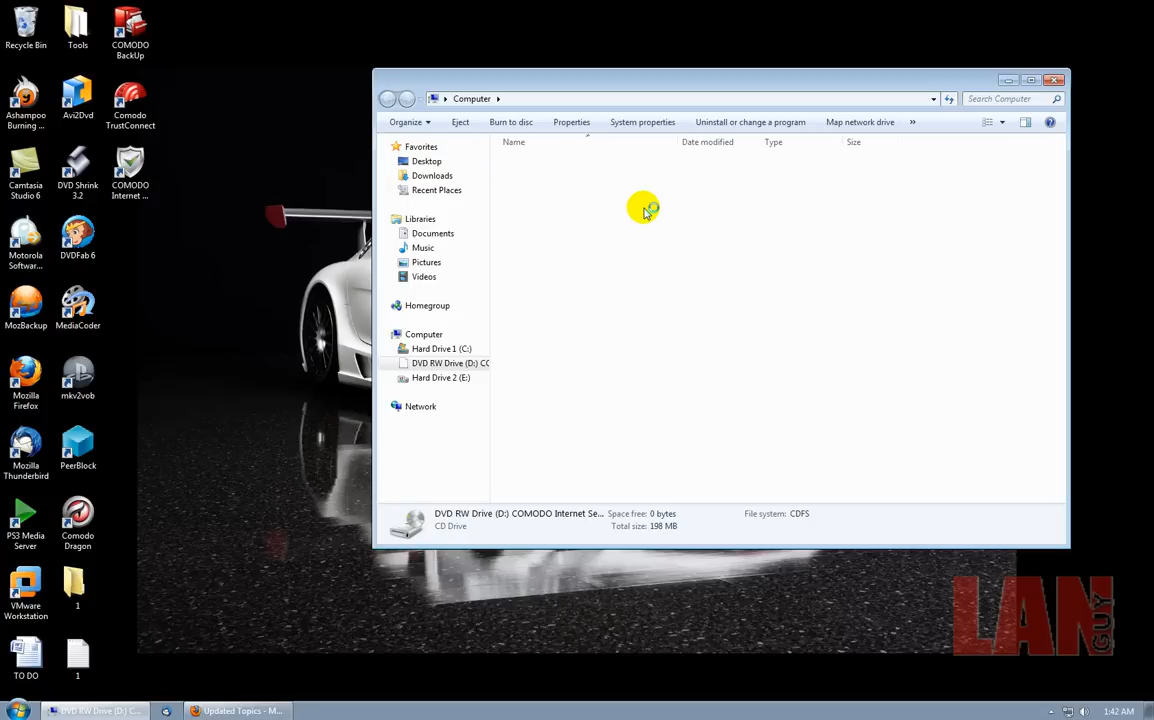 Recycle Bin
Tools
COMODO BackUp
Ashampoo Burning ...
Avi2Dvd
Comodo TrustConnect
Camtasia Studio 6
DVD Shrink 3.2
COMODO Internet ...
Motorola Softwar...
DVDFab 6
MozBackup
MediaCoder
Mozilla Firefox
mkv2vob
Mozilla Thunderbird
PeerBlock
PS3 Media Server
Comodo Dragon
VMware Workstation
1
TO DO
1
Computer
Search Computer
Organize
Eject
Burn to disc
Properties
System properties
Uninstall or change a program
Map network drive
»
Name
Date modified
Type
Size
Favorites
Desktop
Downloads
Recent Places
Libraries
Documents
Music
Pictures
Videos
Homegroup
Computer
Hard Drive 1 (C:)
DVD RW Drive (D:) CO
Hard Drive 2 (E:)
Network
DVD RW Drive (D:) COMODO Internet Se...
Space free: 0 bytes
File system: CDFS
CD Drive
Total size: 198 MB
LAN GUY
DVD RW Drive (D:) C...
Updated Topics - M...
1:42 AM